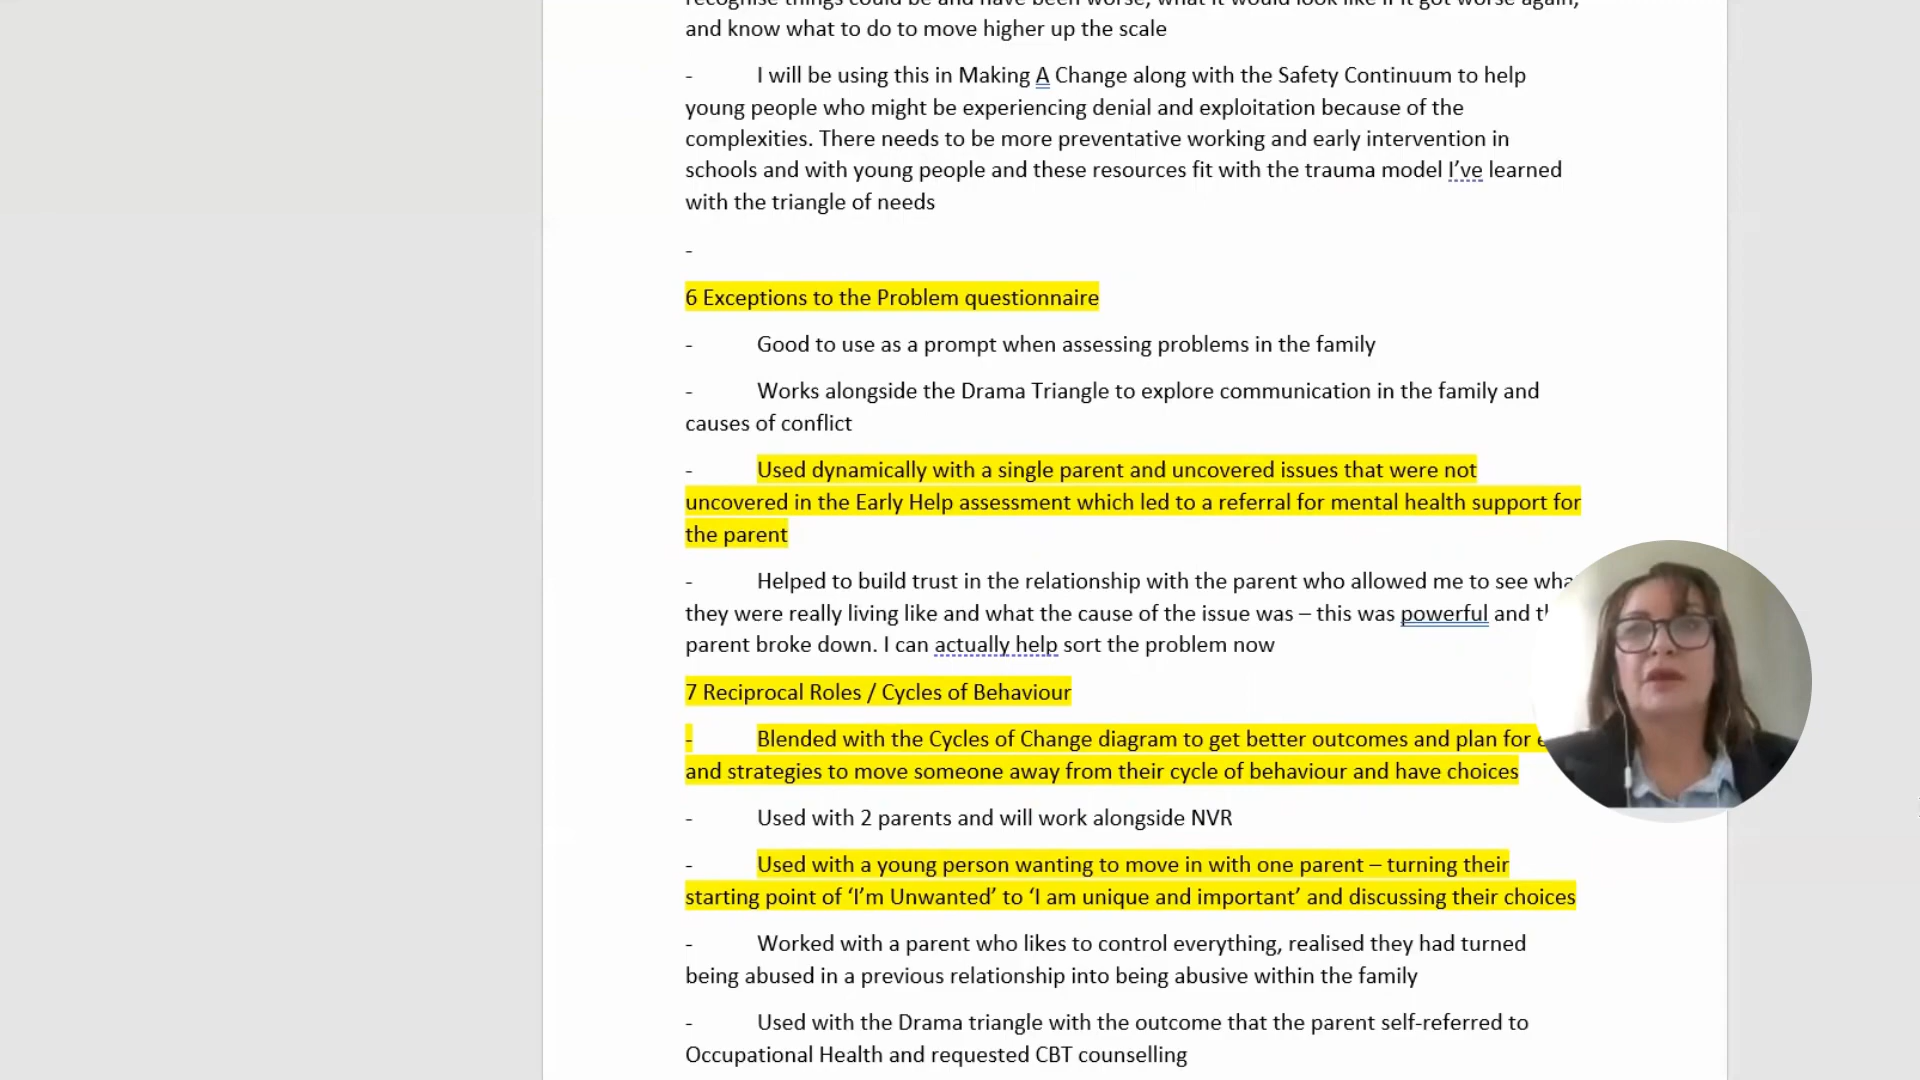 and know what to do to move higher up the scale
- I will be using this in Making A Change along with the Safety Continuum to help
young people who might be experiencing denial and exploitation because of the
complexities. There needs to be more preventative working and early intervention in
schools and with young people and these resources fit with the trauma model I’ve learned
with the triangle of needs
-
6 Exceptions to the Problem questionnaire
- Good to use as a prompt when assessing problems in the family
- Works alongside the Drama Triangle to explore communication in the family and
causes of conflict
- Used dynamically with a single parent and uncovered issues that were not
uncovered in the Early Help assessment which led to a referral for mental health support for
the parent
- Helped to build trust in the relationship with the parent who allowed me to see
they were really living like and what the cause of the issue was – this was powerful and
parent broke down. I can actually help sort the problem now
7 Reciprocal Roles / Cycles of Behaviour
- Blended with the Cycles of Change diagram to get better outcomes and plan for
and strategies to move someone away from their cycle of behaviour and have choices
- Used with 2 parents and will work alongside NVR
- Used with a young person wanting to move in with one parent – turning their
starting point of ‘I’m Unwanted’ to ‘I am unique and important’ and discussing their choices
- Worked with a parent who likes to control everything, realised they had turned
being abused in a previous relationship into being abusive within the family
- Used with the Drama triangle with the outcome that the parent self-referred to
Occupational Health and requested CBT counselling